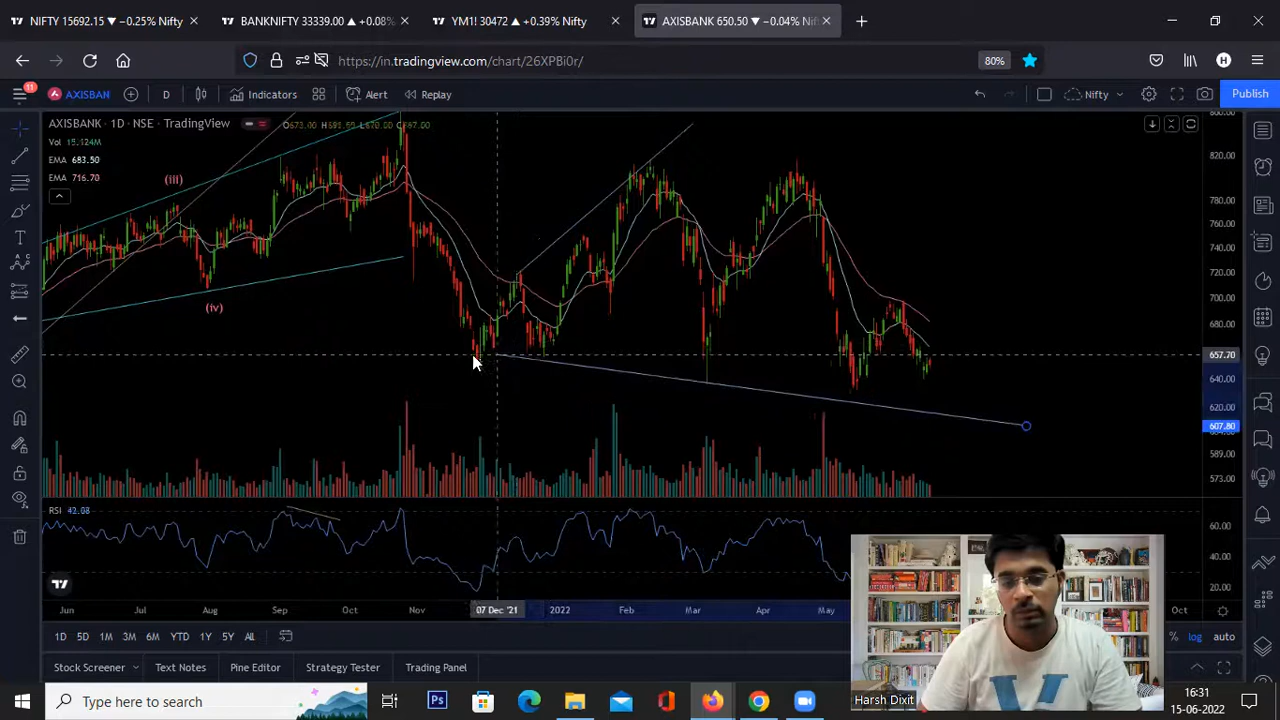 NIFTY 15692.15 ▼ −0.25% Nifty
BANKNIFTY 33339.00 ▲ +0.08%
YM1! 30472 ▲ +0.39% Nifty
AXISBANK 650.50 ▼ −0.04% Nif
https://in.tradingview.com/chart/26XPBi0r/
80%
H
11
AXISBAN
D
Indicators
Alert
Replay
Nifty
Publish
AXISBANK · 1D · NSE · TradingView
Vol
EMA 683.50
EMA 716.70
(iii)
(iv)
820.00
780.00
760.00
740.00
720.00
700.00
680.00
657.70
640.00
620.00
607.80
589.00
573.00
RSI 42.08
60.00
40.00
20.00
Jun
Jul
Aug
Sep
Oct
Nov
07 Dec '21
2022
Feb
Mar
Apr
May
Oct
1D
5D
1M
3M
6M
YTD
1Y
5Y
All
%
log
auto
Stock Screener
Text Notes
Pine Editor
Strategy Tester
Trading Panel
Harsh Dixit
Type here to search
Ps
16:31
15-06-2022